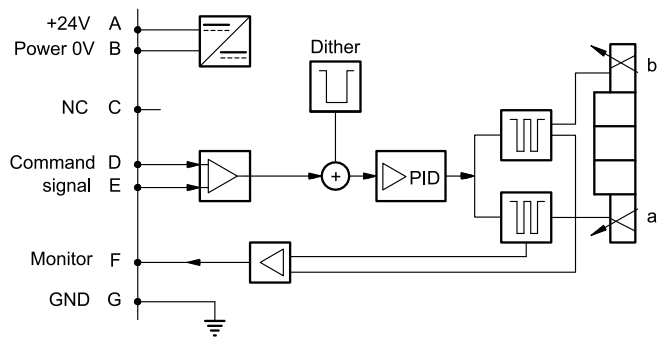 +24V A
Power 0V B
Dither
b
NC C
Command D
signal E
PID
a
Monitor F
GND G